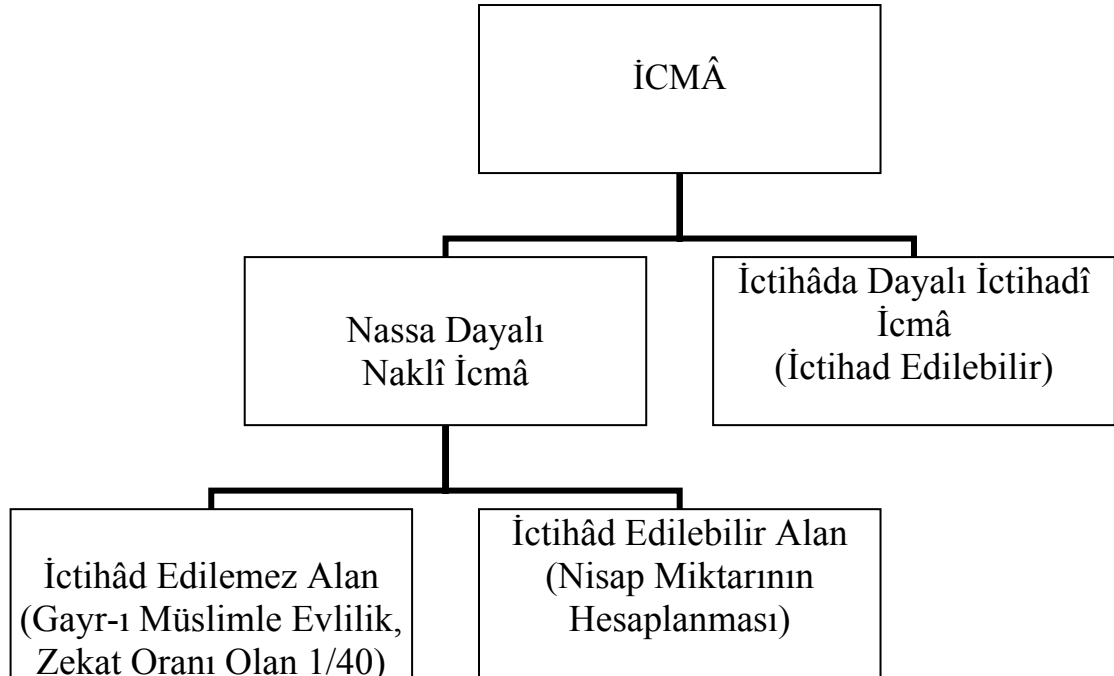 İCMÂ
Nassa Dayalı
Naklî İcmâ
İctihâda Dayalı İctihadî
İcmâ
(İctihad Edilebilir)
İctihâd Edilemez Alan
(Gayr-ı Müslimle Evlilik,
Zekat Oranı Olan 1/40)
İctihâd Edilebilir Alan
(Nisap Miktarının
Hesaplanması)